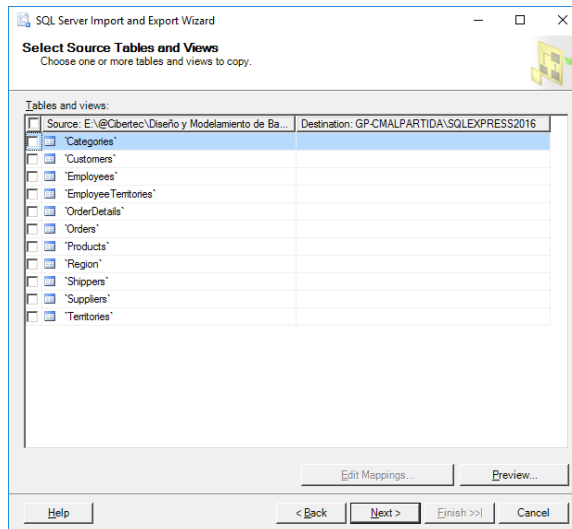 SQL Server Import and Export Wizard
Select Source Tables and Views
Choose one or more tables and views to copy.
Tables and views:
Source: E:\@Cibertec\Diseño y Modelamiento de Ba... Destination: GP-CMALPARTIDA\SQLEXPRESS2016
`Categories`
`Customers`
`Employees`
`EmployeeTerritories`
`OrderDetails`
`Orders`
`Products`
`Region`
`Shippers`
`Suppliers`
`Territories`
Edit Mappings... Preview...
Help < Back Next > Finish >>| Cancel